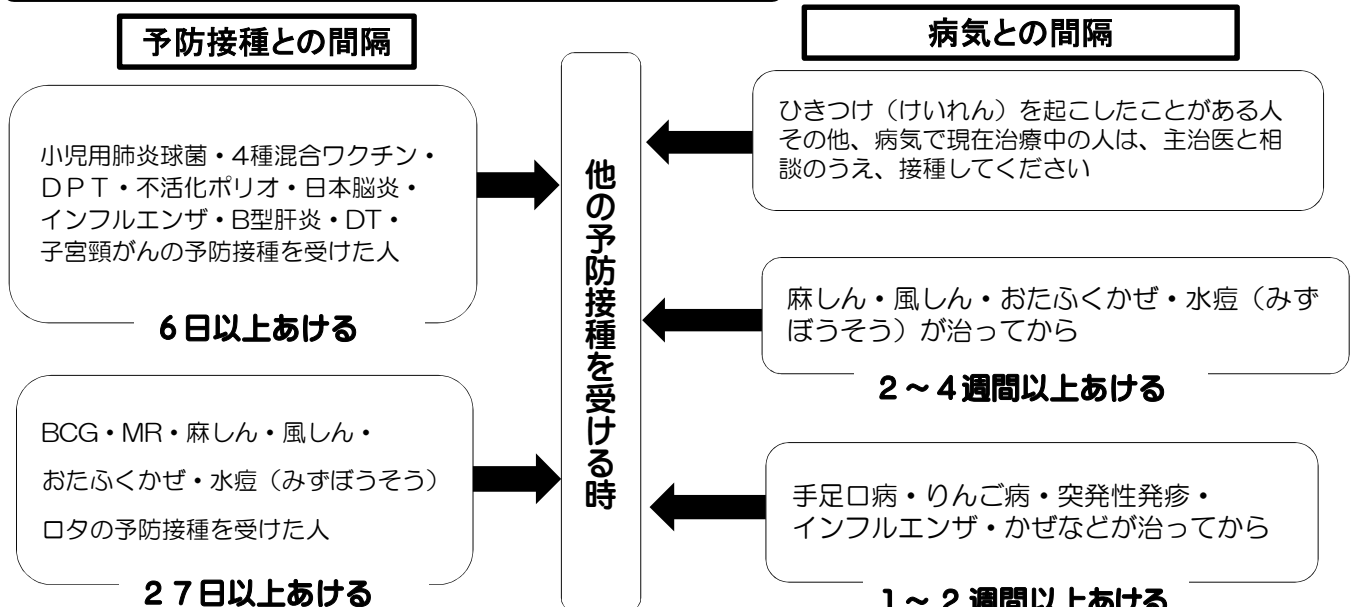 予防接種との間隔
小児用肺炎球菌・4種混合ワクチン・
DPT・不活化ポリオ・日本脳炎・
インフルエンザ・B型肝炎・DT・
子宮頸がんの予防接種を受けた人
6日以上あける
BCG・MR・麻しん・風しん・
おたふくかぜ・水痘（みずぼうそう）
ロタの予防接種を受けた人
27日以上あける
他の予防接種を受ける時
病気との間隔
ひきつけ（けいれん）を起こしたことがある人
その他、病気で現在治療中の人は、主治医と相
談のうえ、接種してください
麻しん・風しん・おたふくかぜ・水痘（みず
ぼうそう）が治ってから
2～4週間以上あける
手足口病・りんご病・突発性発疹・
インフルエンザ・かぜなどが治ってから
1～2週間以上あける